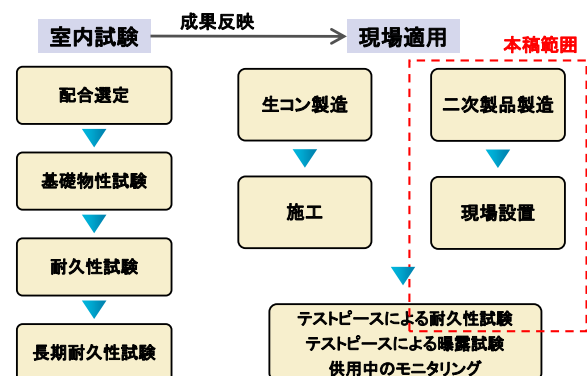 室内試験
成果反映
現場適用
本稿範囲
配合選定
基礎物性試験
耐久性試験
長期耐久性試験
生コン製造
施工
二次製品製造
現場設置
テストピースによる耐久性試験
テストピースによる曝露試験
供用中のモニタリング